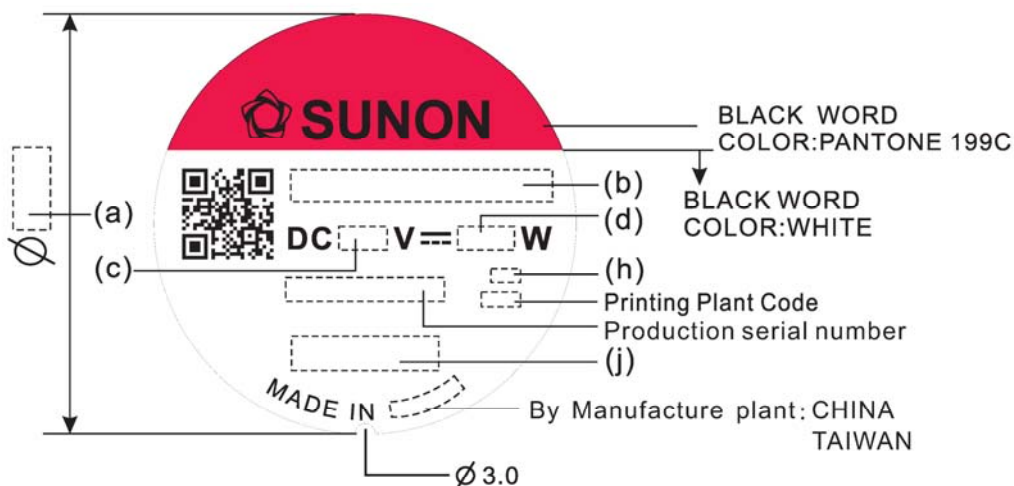 SUNON
BLACK WORD
COLOR:PANTONE 199C
BLACK WORD
COLOR:WHITE
(a)
Ø
(b)
(d)
DC V W
(c)
(h)
Printing Plant Code
Production serial number
(j)
MADE IN
By Manufacture plant: CHINA
TAIWAN
Ø3.0